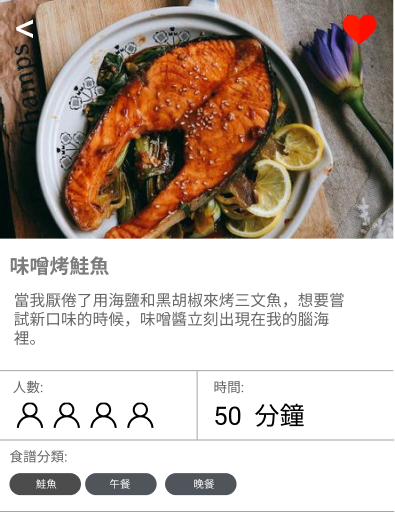 <
champs
味噌烤鮭魚
當我厭倦了用海鹽和黑胡椒來烤三文魚，想要嘗
試新口味的時候，味噌醬立刻出現在我的腦海
裡。
人數:
時間:
50 分鐘
食譜分類:
鮭魚
午餐
晚餐